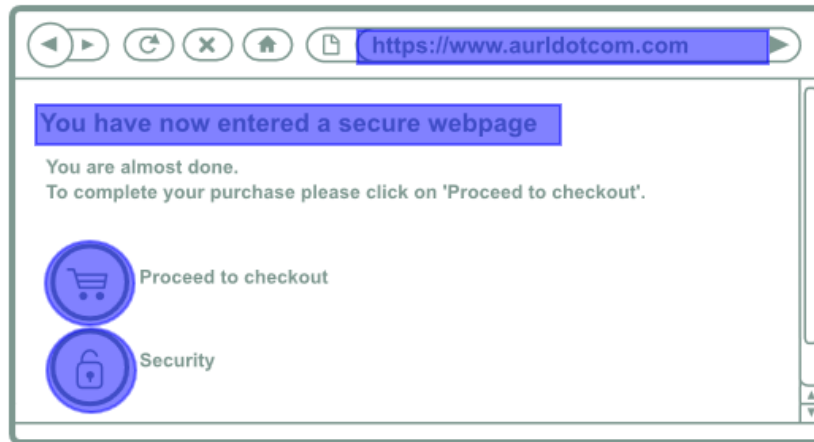 https://www.aurldotcom.com
You have now entered a secure webpage
You are almost done.
To complete your purchase please click on 'Proceed to checkout'.
Proceed to checkout
Security